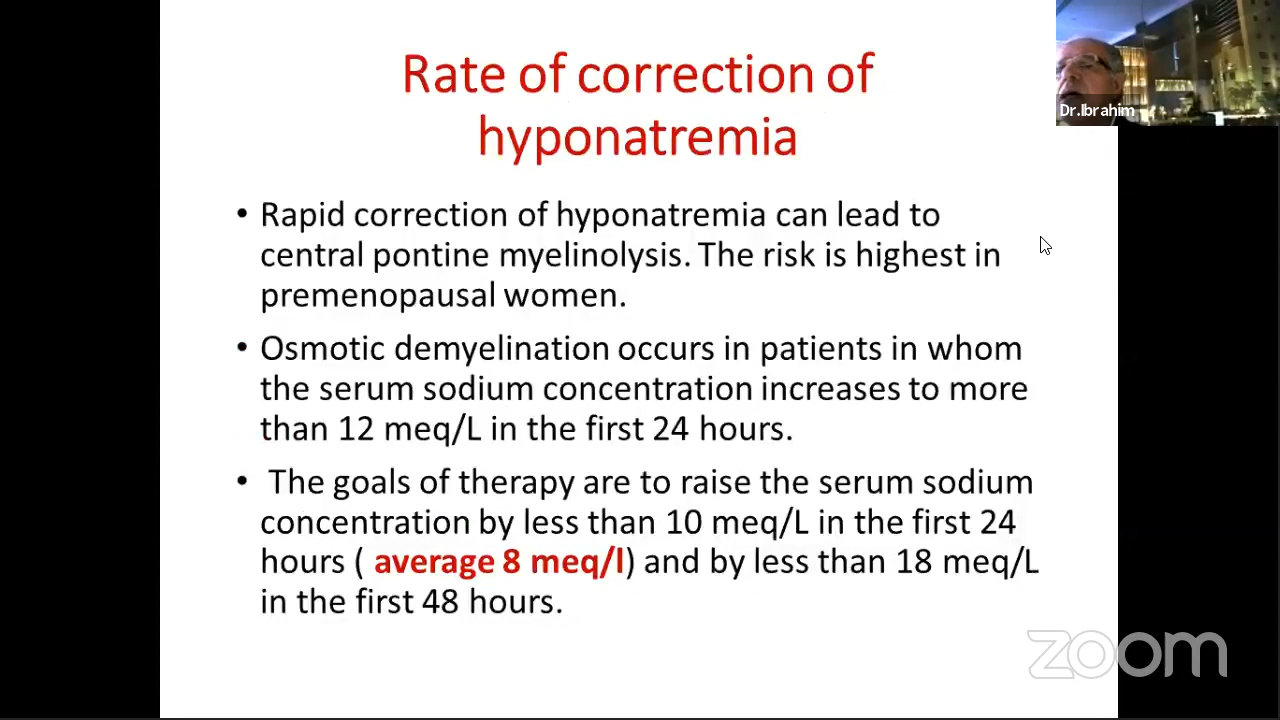 Rate of correction of
hyponatremia
Dr.Ibrahim
• Rapid correction of hyponatremia can lead to
central pontine myelinolysis. The risk is highest in
premenopausal women.
• Osmotic demyelination occurs in patients in whom
the serum sodium concentration increases to more
than 12 meq/L in the first 24 hours.
• The goals of therapy are to raise the serum sodium
concentration by less than 10 meq/L in the first 24
hours ( average 8 meq/l) and by less than 18 meq/L
in the first 48 hours.
zoom